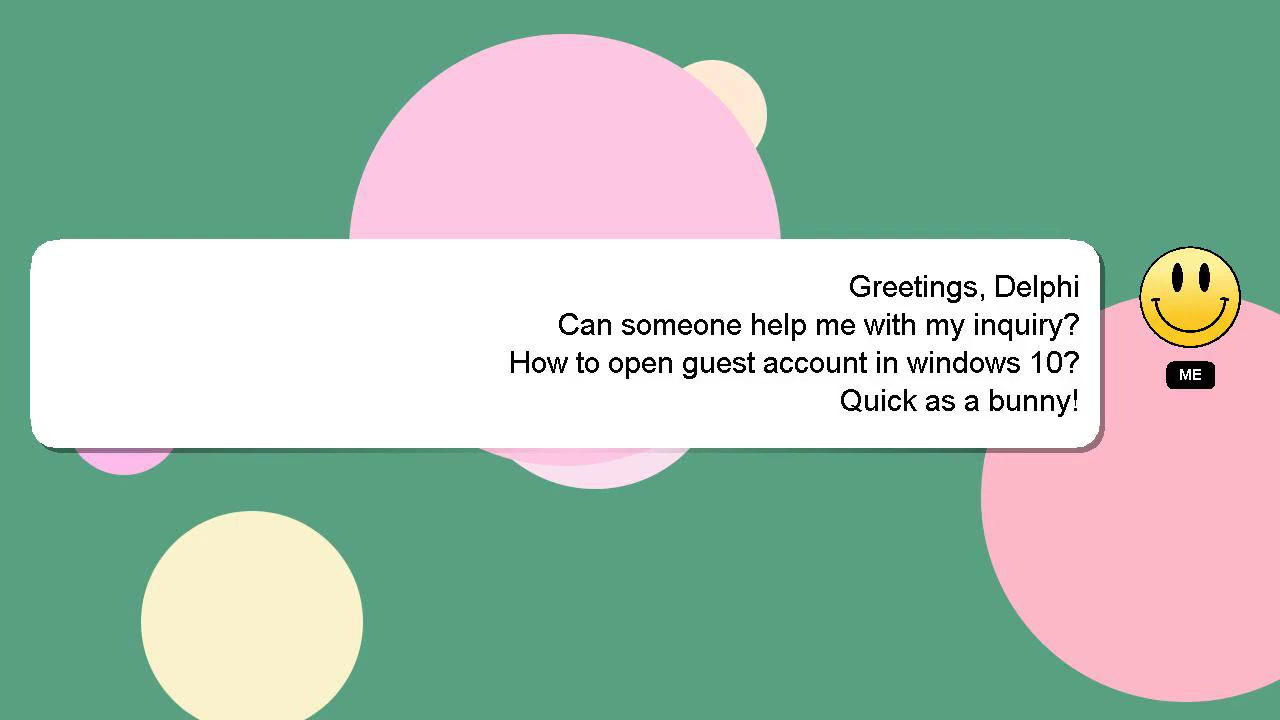 Greetings, Delphi
Can someone help me with my inquiry?
How to open guest account in windows 10?
Quick as a bunny!
ME